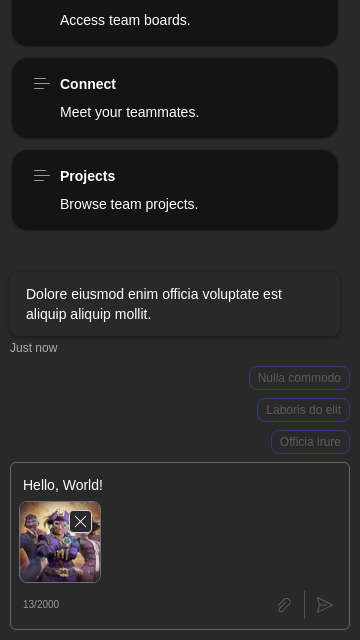 Access team boards.
Connect
Meet your teammates.
Projects
Browse team projects.
Dolore eiusmod enim officia voluptate est
aliquip aliquip mollit.
Just now
Nulla commodo
Laboris do elit
Officia irure
Hello, World!
13/2000